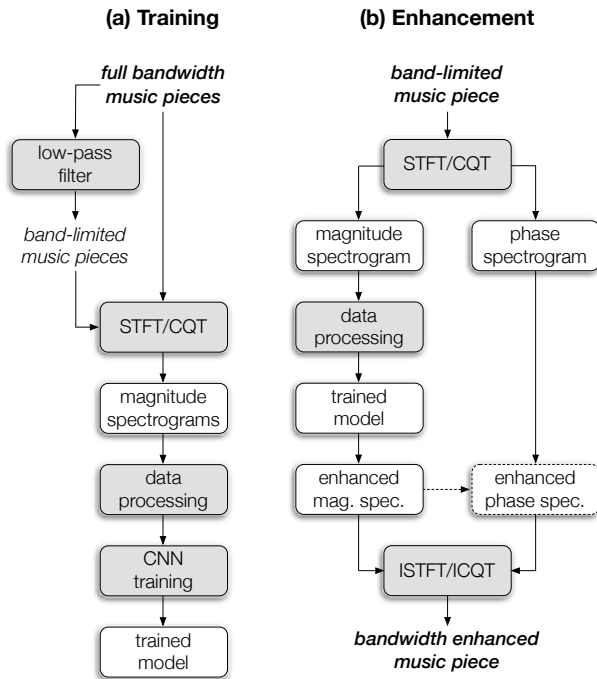 (a) Training
full bandwidth
music pieces
low-pass
filter
band-limited
music pieces
STFT/CQT
magnitude
spectrograms
data
processing
CNN
training
trained
model
(b) Enhancement
band-limited
music piece
STFT/CQT
magnitude
spectrogram
phase
spectrogram
data
processing
trained
model
enhanced
mag. spec.
enhanced
phase spec.
ISTFT/ICQT
bandwidth enhanced
music piece